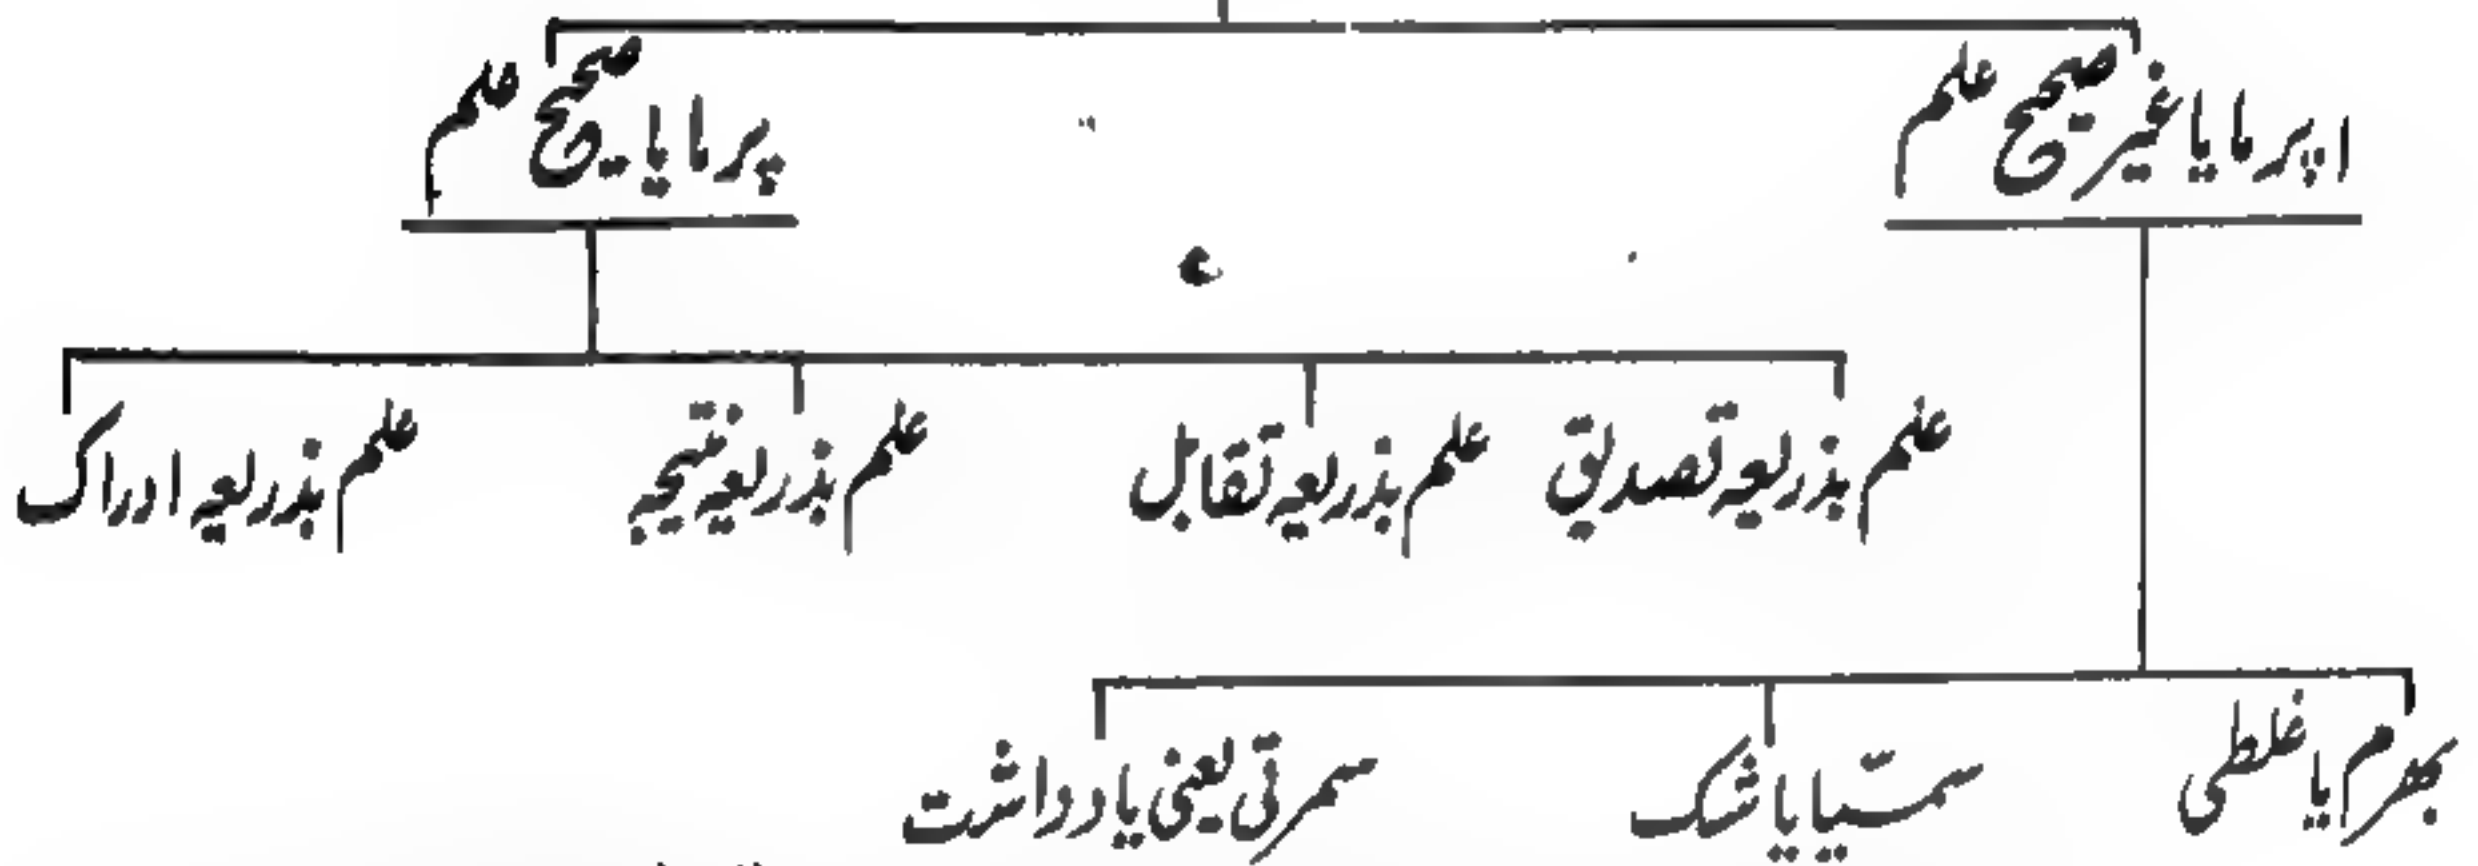 اپرما یا غیر صحیح علم
پرما یا صحیح علم
علم بذریعہ تصدیق
علم بذریعہ تقابل
علم بذریعہ نتیجہ
علم بذریعہ ادراک
بھرم یا غلطی
سمتیا یا شک
سمرتی یعنی یادداشت